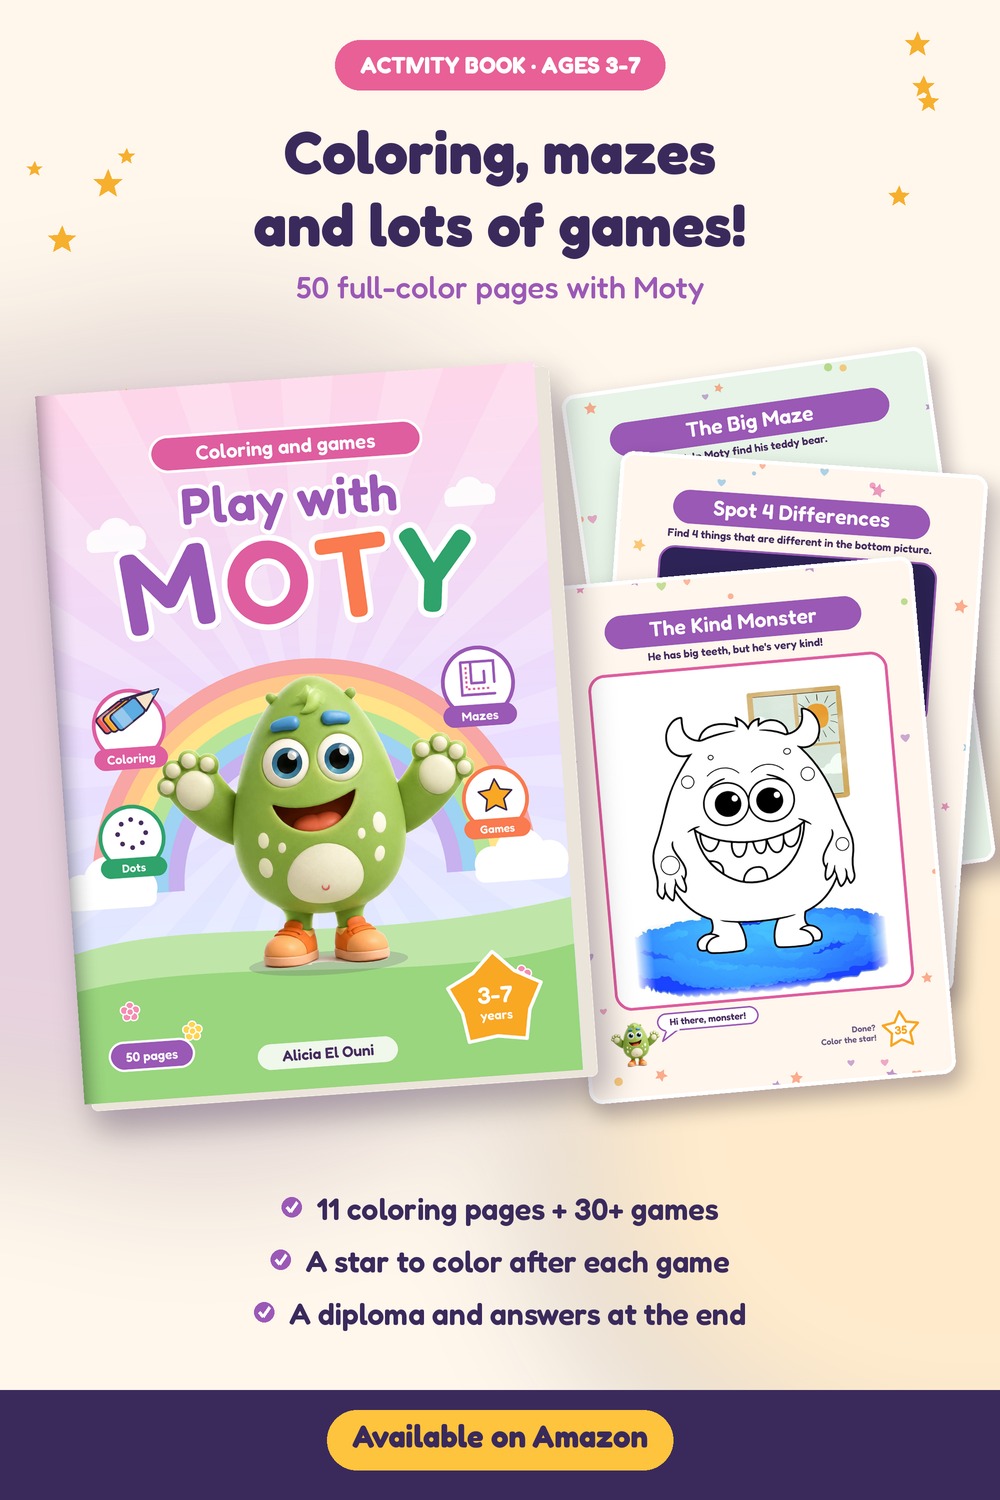 ACTIVITY BOOK · AGES 3-7
Coloring, mazes
and lots of games!
50 full-color pages with Moty
Coloring and games
Play with
MOTY
Coloring
Mazes
Dots
Games
3-7
years
50 pages
Alicia El Ouni
The Big Maze
Moty find his teddy bear.
Spot 4 Differences
Find 4 things that are different in the bottom picture.
The Kind Monster
He has big teeth, but he's very kind!
Hi there, monster!
Done?
Color the star!
35
11 coloring pages + 30+ games
A star to color after each game
A diploma and answers at the end
Available on Amazon